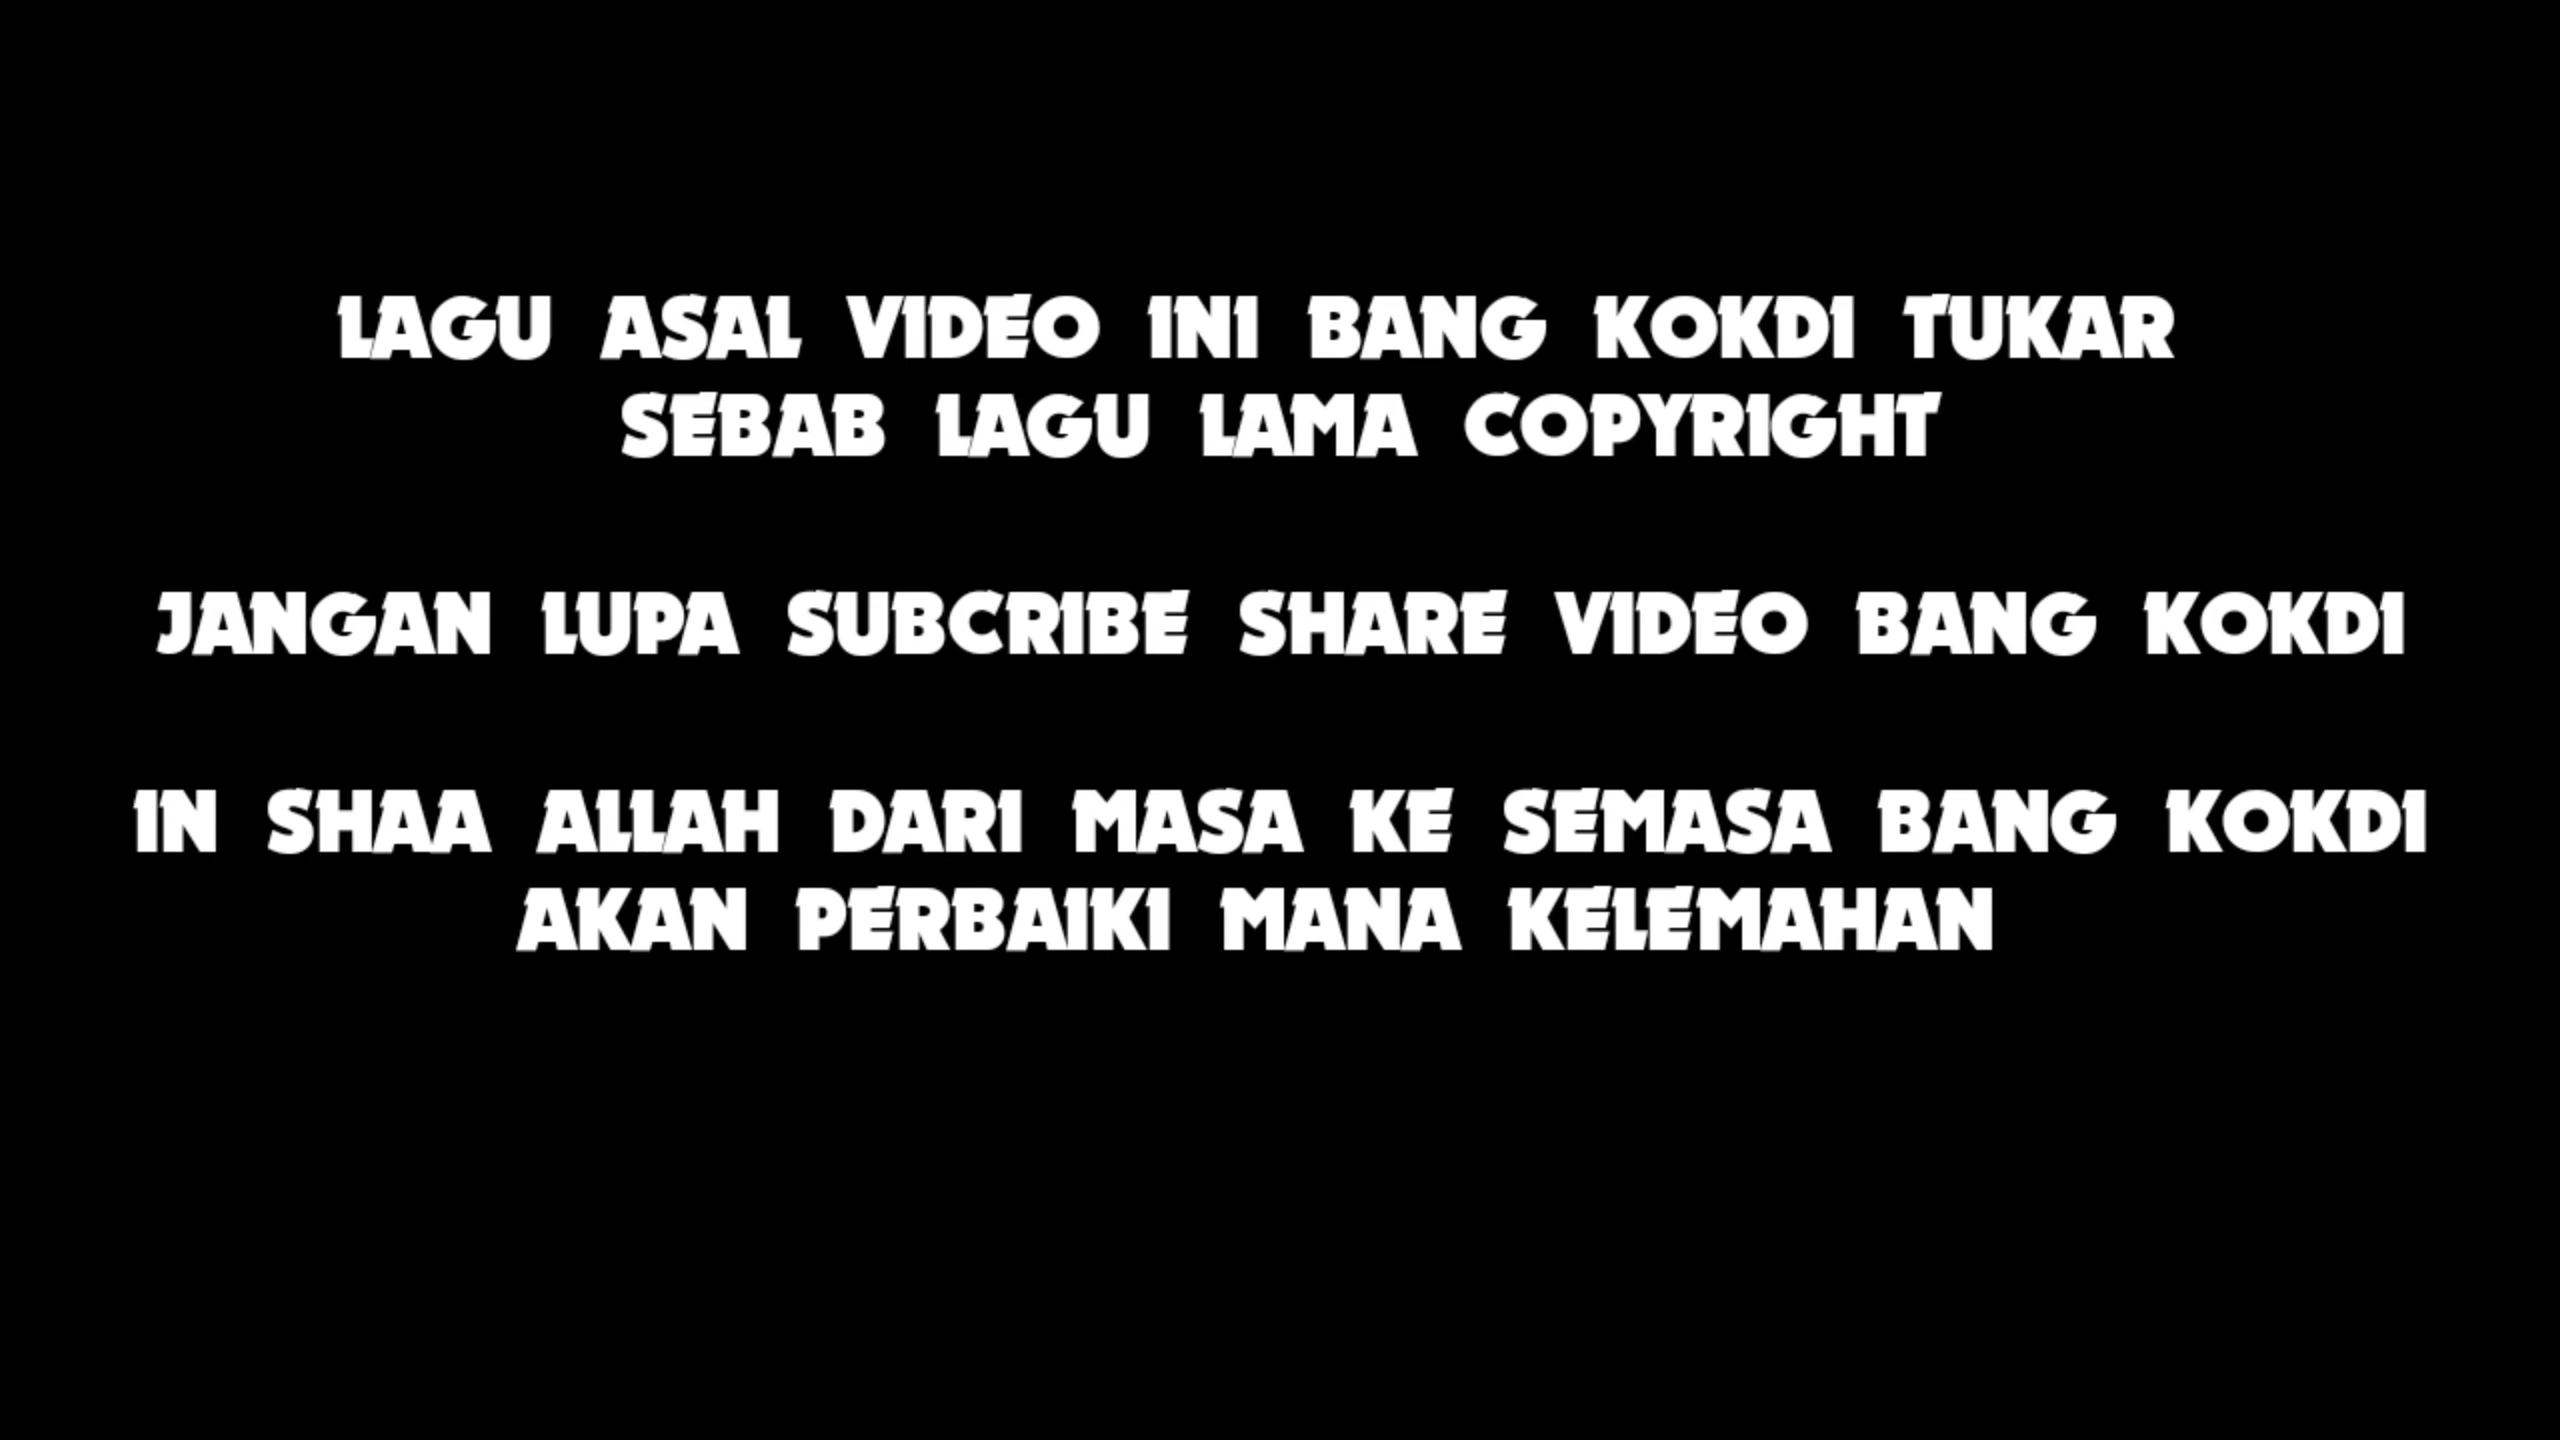 LAGU ASAL VIDEO INI BANG KOKDI TUKAR
SEBAB LAGU LAMA COPYRIGHT
JANGAN LUPA SUBCRIBE SHARE VIDEO BANG KOKDI
IN SHAA ALLAH DARI MASA KE SEMASA BANG KOKDI
AKAN PERBAIKI MANA KELEMAHAN